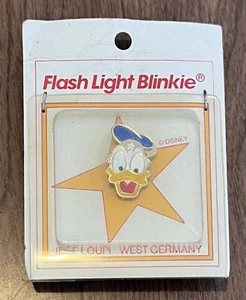 Flash Light Blinkie®
© DISNEY
WEST GERMANY